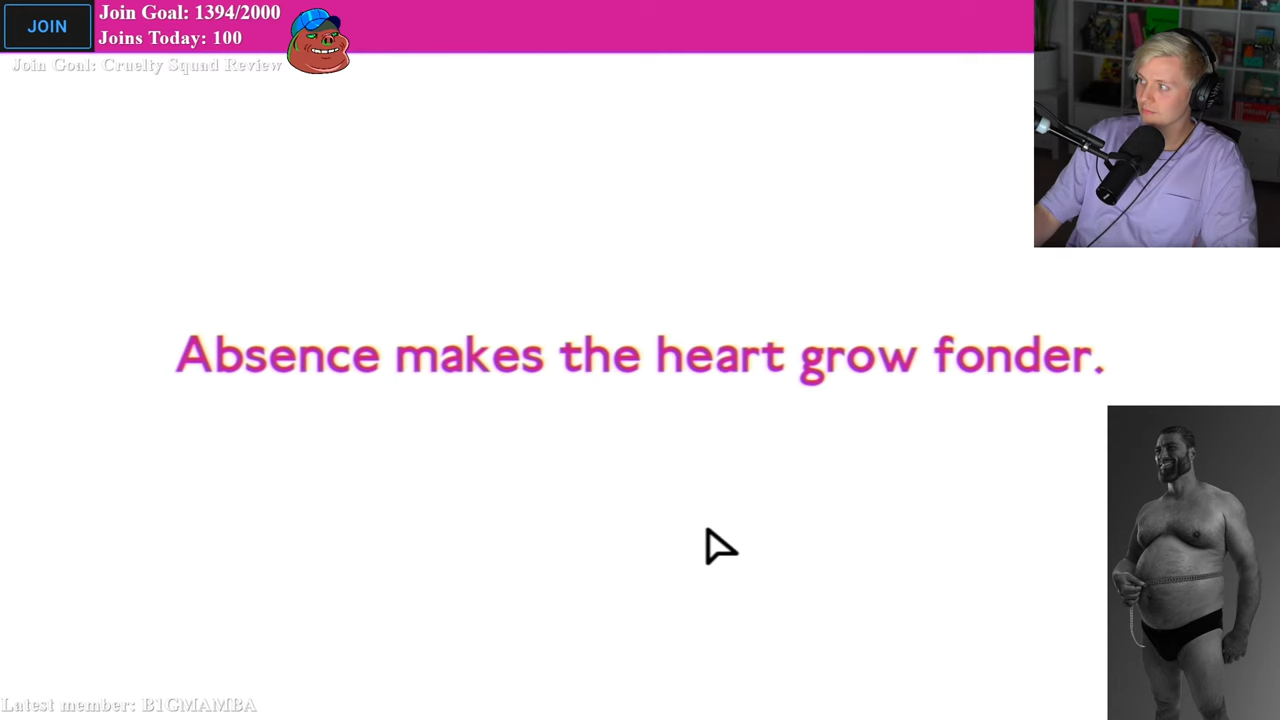 JOIN
Join Goal: 1394/2000
Joins Today: 100
Join Goal: Cruelty Squad Review
Absence makes the heart grow fonder.
Latest member: B1GMAMBA